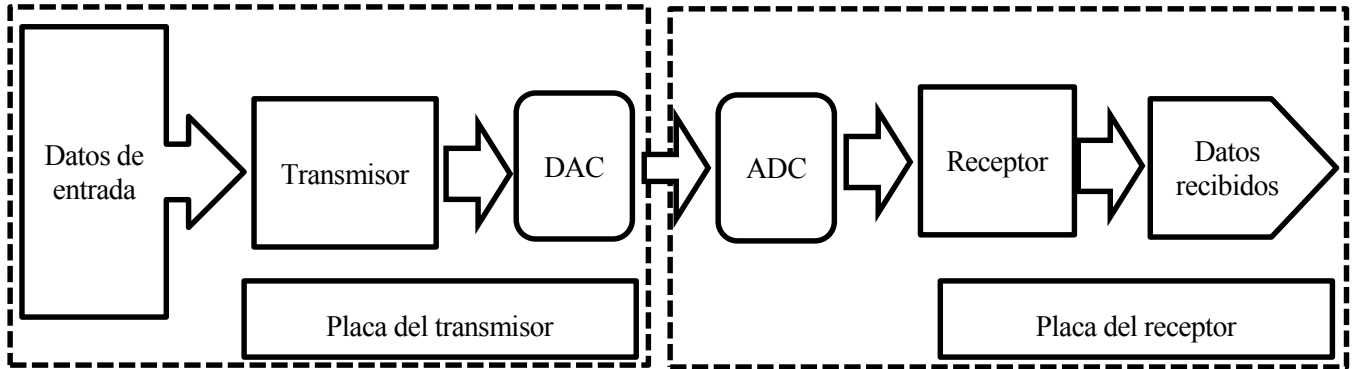 Datos de
entrada
Transmisor
DAC
ADC
Receptor
Datos
recibidos
Placa del transmisor
Placa del receptor